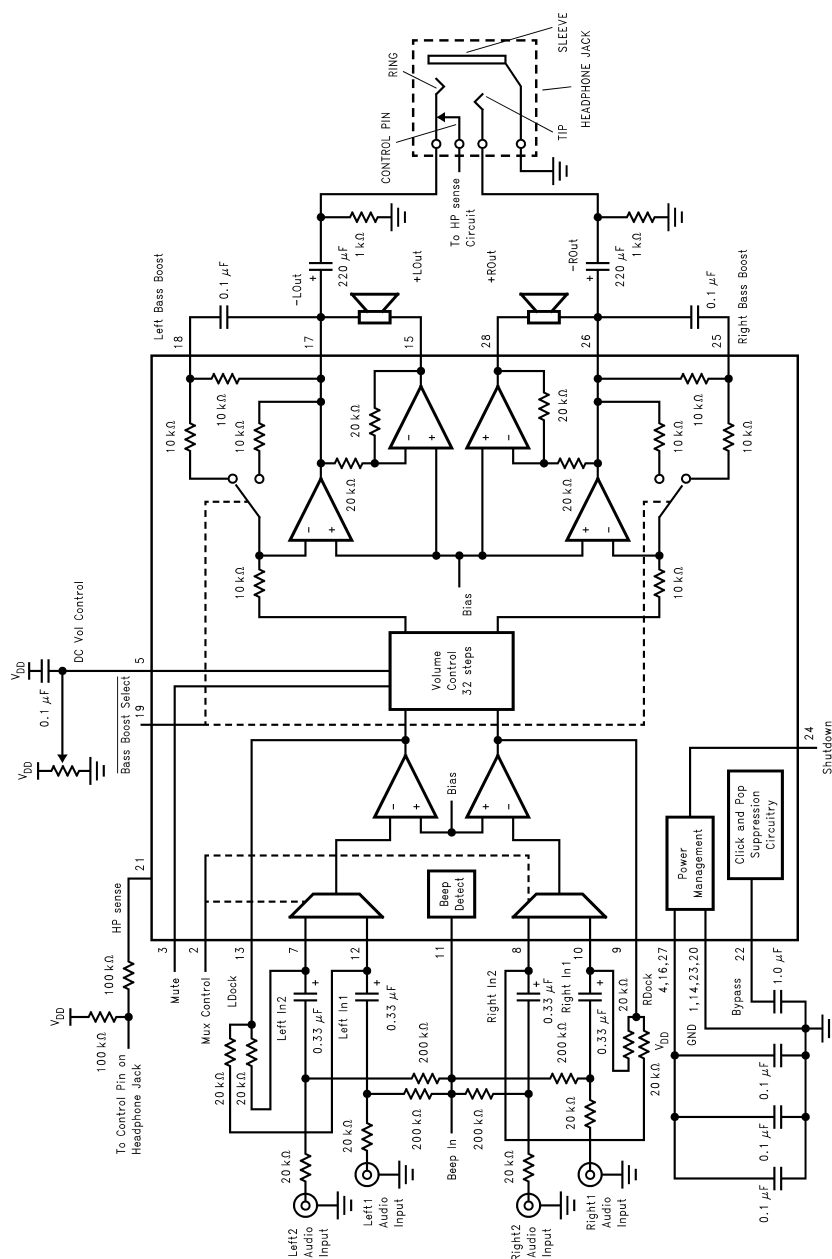 To Control Pin on
Headphone Jack
100 kΩ
VDD
100 kΩ
HP sense
21
VDD
VDD
0.1 µF
DC Vol Control
Bass Boost Select
19
5
Mute
3
Mux Control
2
LDock
13
20 kΩ
20 kΩ
Left Bass Boost
18
0.1 µF
10 kΩ
10 kΩ
10 kΩ
10 kΩ
Left2
Audio
Input
20 kΩ
Left In2
0.33 µF
7
-
+
20 kΩ
17
-LOut
+
220 µF
1 kΩ
Left1
Audio
Input
20 kΩ
Left In1
0.33 µF
+
12
-
+
20 kΩ
-
+
15
+LOut
CONTROL PIN
RING
200 kΩ
200 kΩ
Beep In
11
Beep
Detect
Bias
Volume
Control
32 steps
Bias
To HP sense
Circuit
200 kΩ
200 kΩ
+
-
+
-
28
+ROut
20 kΩ
TIP
SLEEVE
HEADPHONE JACK
Right2
Audio
Input
20 kΩ
Right In2
0.33 µF
+
8
20 kΩ
+
-
26
-ROut
+
220 µF
1 kΩ
Right1
Audio
Input
20 kΩ
Right In1
0.33 µF
+
10
20 kΩ
20 kΩ
RDock
9
10 kΩ
10 kΩ
10 kΩ
10 kΩ
25
0.1 µF
Right Bass Boost
VDD
4,16,27
GND
1,14,23,20
Power
Management
Bypass
22
1.0 µF
Click and Pop
Suppression
Circuitry
24
Shutdown
0.1 µF
0.1 µF
0.1 µF